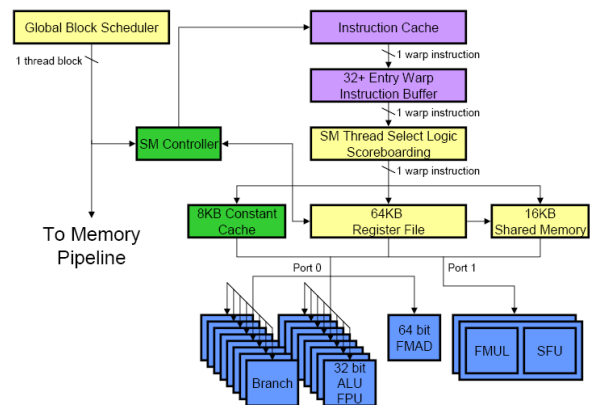 Global Block Scheduler
Instruction Cache
1 thread block
1 warp instruction
32+ Entry Warp
Instruction Buffer
1 warp instruction
SM Controller
SM Thread Select Logic
Scoreboarding
1 warp instruction
8KB Constant
Cache
64KB
Register File
16KB
Shared Memory
To Memory
Pipeline
Port 0
Port 1
64 bit
FMAD
FMUL
SFU
Branch
32 bit
ALU
FPU